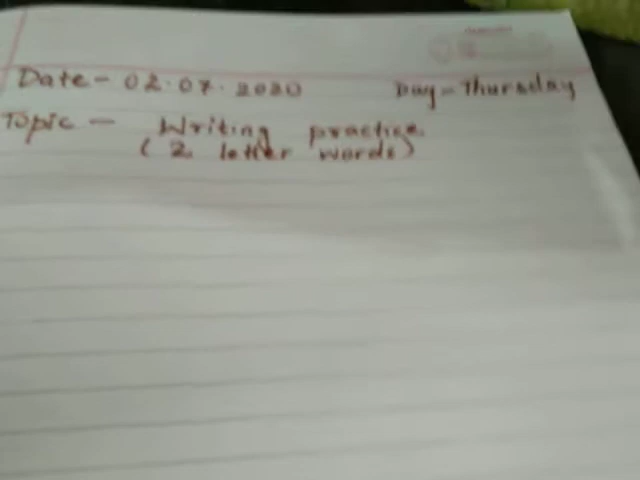 Date - 02.07.2020 Day - Thursday
Topic - Writing practice.
(2 letter words)